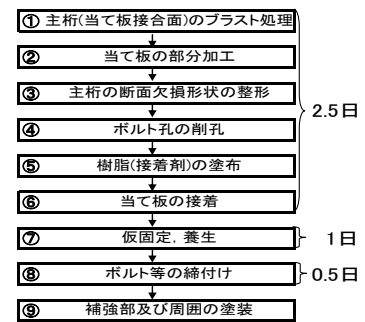 ① 主桁(当て板接合面)のブラスト処理
② 当て板の部分加工
③ 主桁の断面欠損形状の整形
④ ボルト孔の削孔
⑤ 樹脂(接着剤)の塗布
⑥ 当て板の接着
2.5日
⑦ 仮固定, 養生
1日
⑧ ボルト等の締付け
0.5日
⑨ 補強部及び周囲の塗装